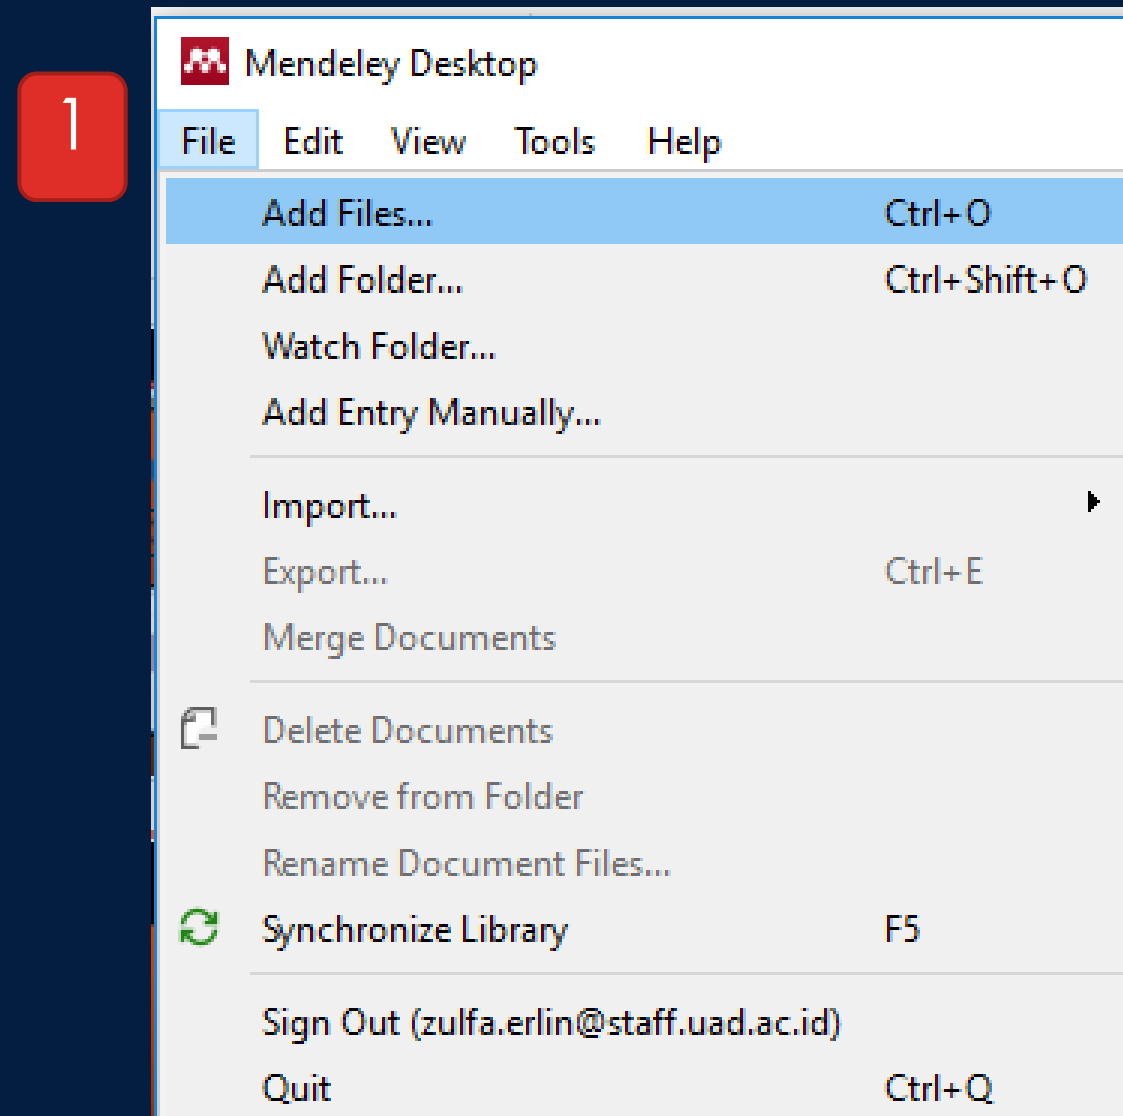 1
Mendeley Desktop
File Edit View Tools Help
Add Files... Ctrl+O
Add Folder... Ctrl+Shift+O
Watch Folder...
Add Entry Manually...
Import...
Export... Ctrl+E
Merge Documents
Delete Documents
Remove from Folder
Rename Document Files...
Synchronize Library F5
Sign Out (zulfa.erlin@staff.uad.ac.id)
Quit Ctrl+Q